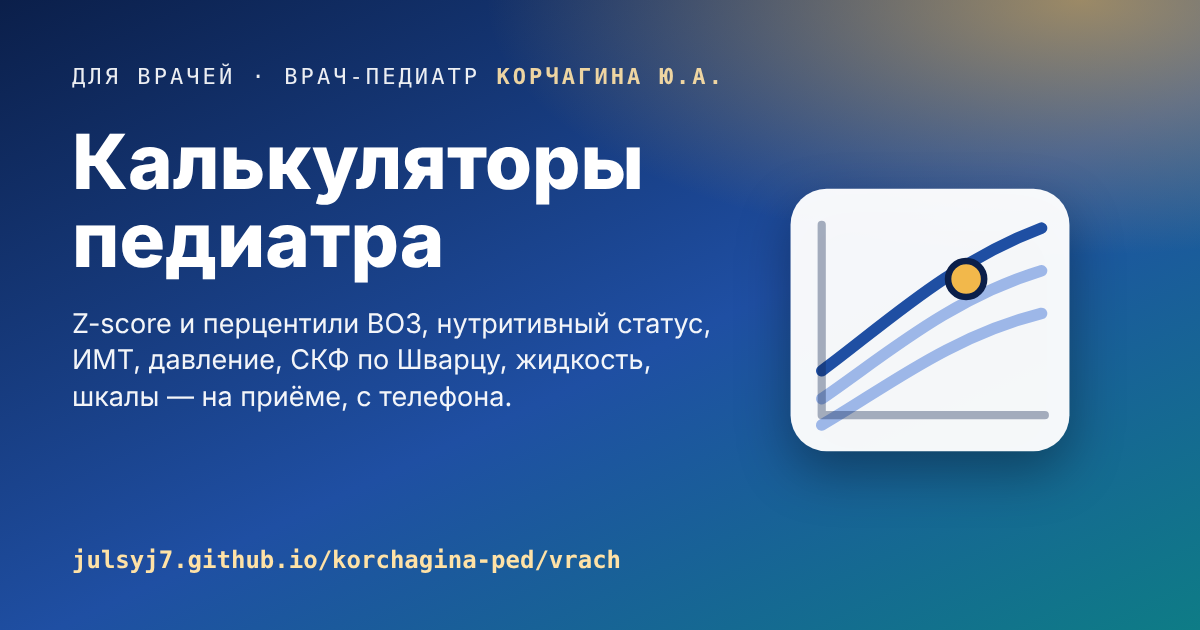 ДЛЯ ВРАЧЕЙ · ВРАЧ-ПЕДИАТР КОРЧАГИНА Ю.А.
Калькуляторы
педиатра
Z-score и перцентили ВОЗ, нутритивный статус,
ИМТ, давление, СКФ по Шварцу, жидкость,
шкалы — на приёме, с телефона.
julsyj7.github.io/korchagina-ped/vrach